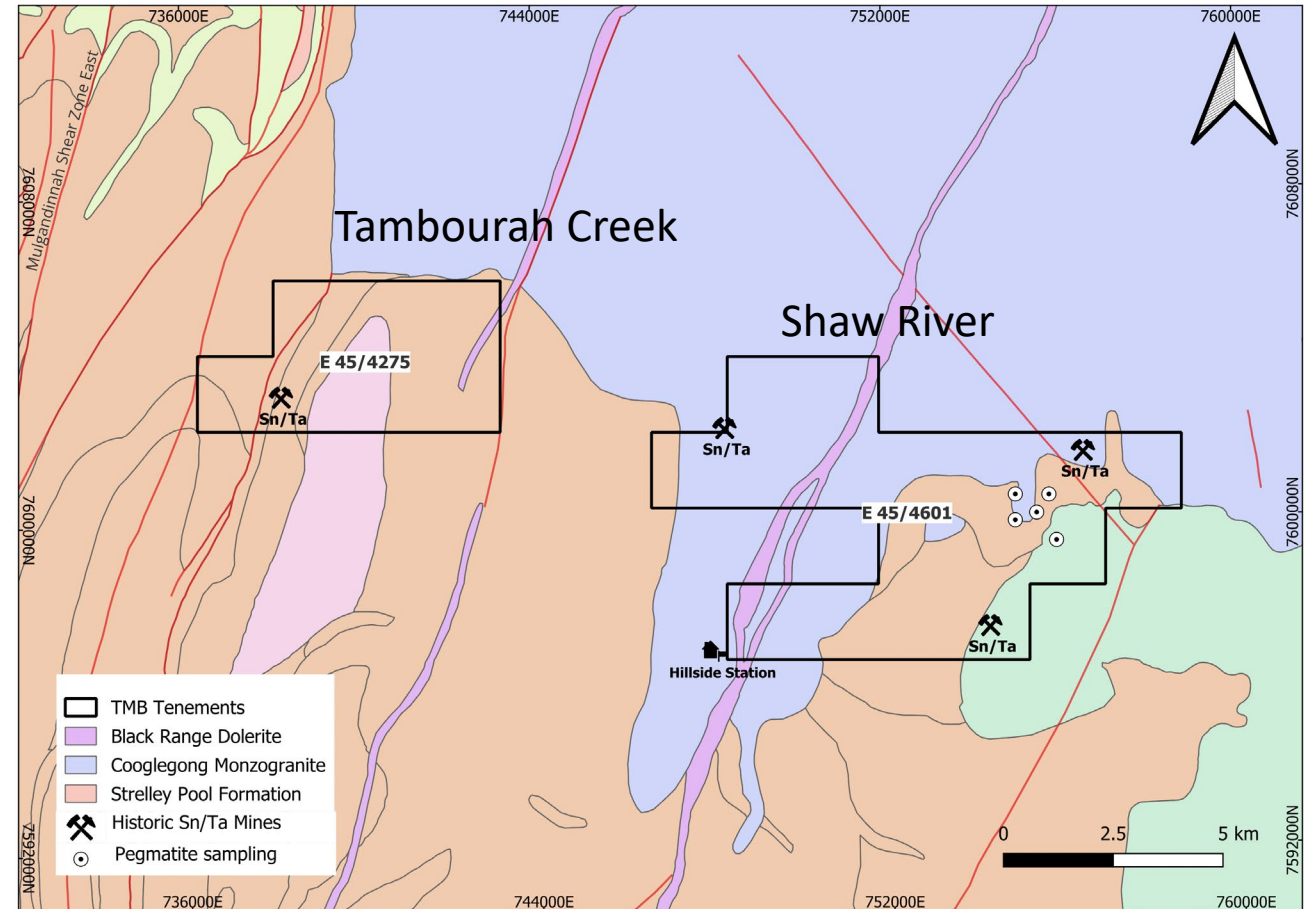 736000E
744000E
752000E
760000E
Mulgandinnah Shear Zone East
7608000N
7608000N
Tambourah Creek
Shaw River
E 45/4275
Sn/Ta
Sn/Ta
Sn/Ta
E 45/4601
7600000N
7600000N
Sn/Ta
Hillside Station
TMB Tenements
Black Range Dolerite
Cooglegong Monzogranite
Strelley Pool Formation
Historic Sn/Ta Mines
Pegmatite sampling
0 2.5 5 km
7592000N
7592000N
736000E
744000E
752000E
760000E